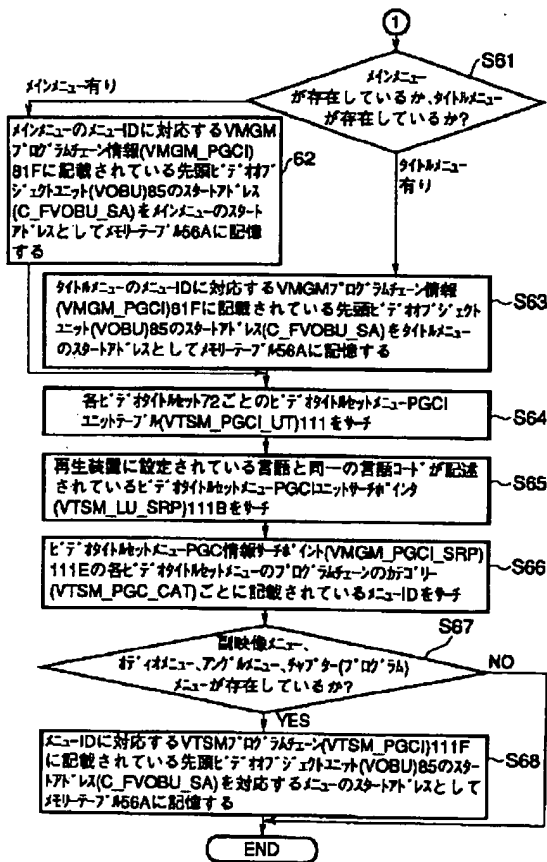 1
S61
メインメニュー
が存在しているか、タイトルメニュー
が存在しているか?
メインメニュー有り
タイトルメニュー
有り
62
メインメニューのメニューIDに対応するVMGM
プログラムチェーン情報(VMGM_PGCI)
81Fに記載されている先頭ビデオオブ
ジェクトユニット(VOBU)85のスタートアドレス
(C_FVOBU_SA)をメインメニューのスタート
アドレスとしてメモリーテーブル56Aに記憶
する
タイトルメニューのメニューIDに対応するVMGMプログラムチェーン情報
(VMGM_PGCI)81Fに記載されている先頭ビデオオブジェクト
ユニット(VOBU)85のスタートアドレス(C_FVOBU_SA)をタイトルメニュー
のスタートアドレスとしてメモリーテーブル56Aに記憶する
S63
各ビデオタイトルセット72ごとのビデオタイトルセットメニューPGCI
ユニットテーブル(VTSM_PGCI_UT)111をサーチ
S64
再生装置に設定されている言語と同一の言語コードが記述
されているビデオタイトルセットメニューPGCIユニットサーチポインタ
(VTSM_LU_SRP)111Bをサーチ
S65
ビデオタイトルセットメニューPGC情報サーチポイント(VMGM_PGCI_SRP)
111Eの各ビデオタイトルセットメニューのプログラムチェーンのカテゴリー
(VTSM_PGC_CAT)ごとに記載されているメニューIDをサーチ
S66
S67
副映像メニュー、
オーディオメニュー、アングルメニュー、チャプター(プログラム)
メニューが存在しているか?
NO
YES
メニューIDに対応するVTSMプログラムチェーン(VTSM_PGCI)111F
に記載されている先頭ビデオオブジェクトユニット(VOBU)85のスタ-
トアドレス(C_FVOBU_SA)を対応するメニューのスタートアドレスとして
メモリーテーブル56Aに記憶する
S68
END